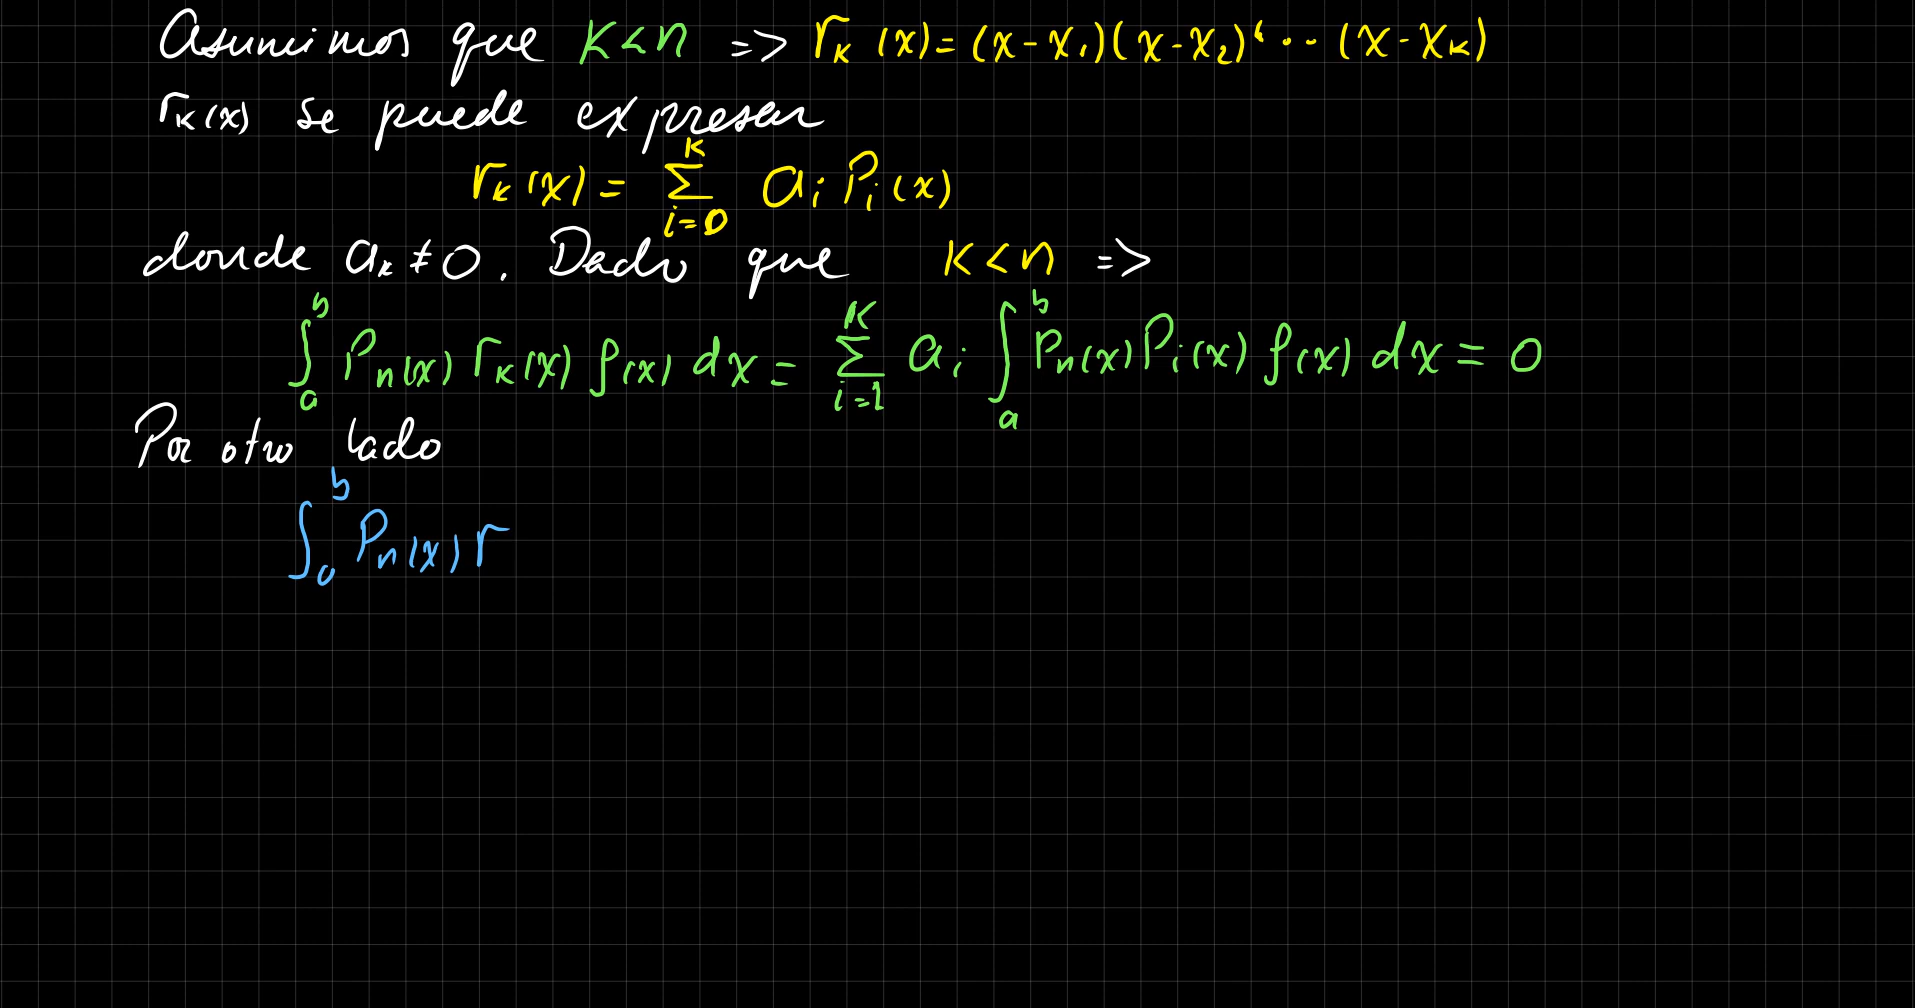 Asumimos que K<n => r_k(x) = (x-x_1)(x-x_2)·...(x-x_k)
r_k(x) se puede expresar
r_k(x) = Σ_{i=0}^{K} a_i P_i(x)
donde a_k ≠ 0. Dado que K<n =>
∫_a^b P_n(x) r_k(x) ρ(x) dx = Σ_{i=1}^{K} a_i ∫_a^b P_n(x) P_i(x) ρ(x) dx = 0
Por otro lado
∫_a^b P_n(x) r